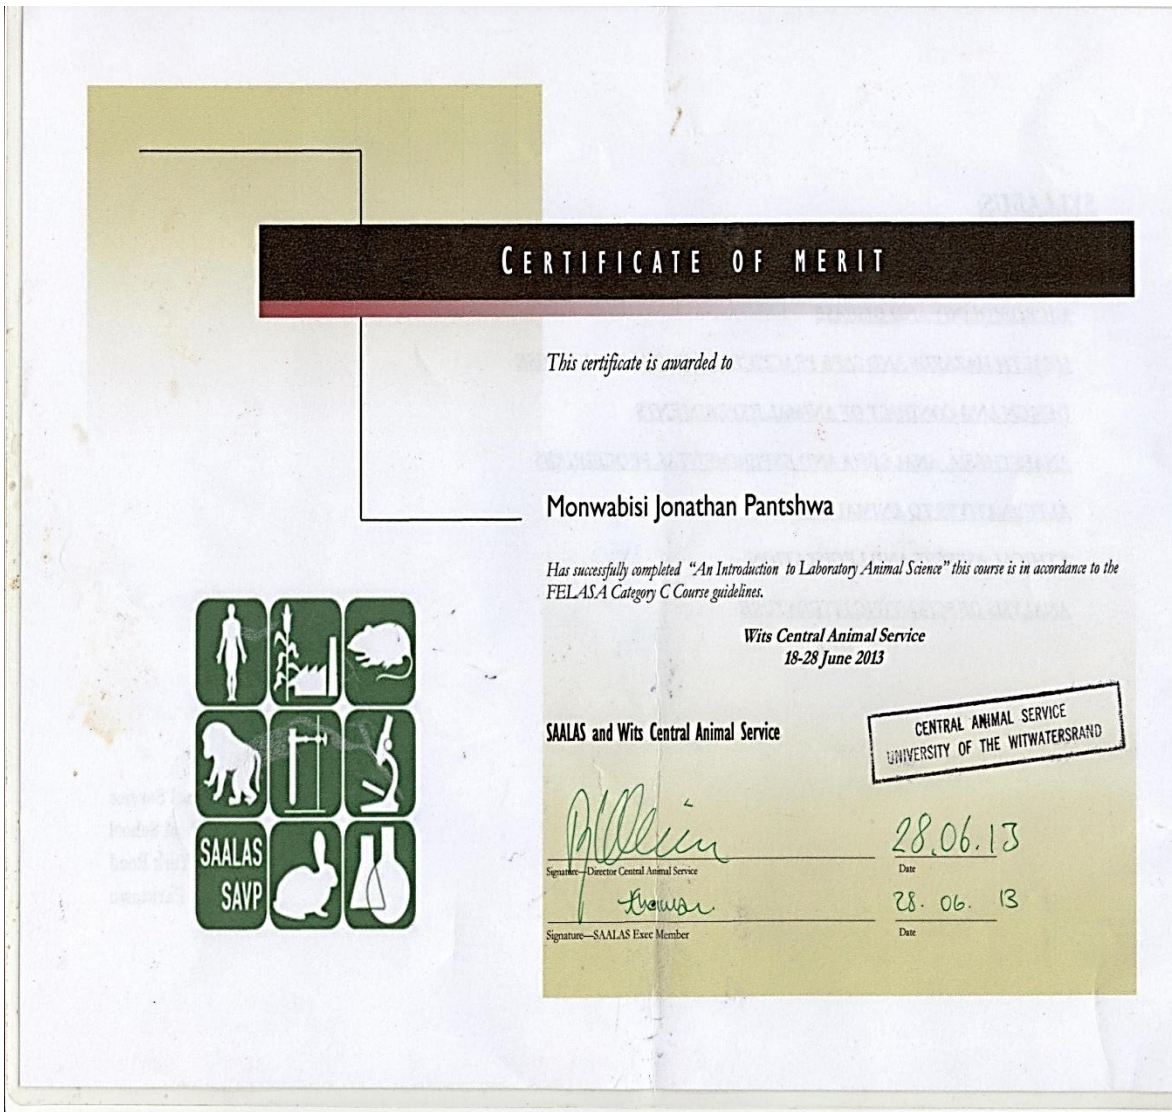 CERTIFICATE OF MERIT
This certificate is awarded to
Monwabisi Jonathan Pantshwa
Has successfully completed "An Introduction to Laboratory Animal Science" this course is in accordance to the
FELASA Category C Course guidelines.
Wits Central Animal Service
18-28 June 2013
SAALAS and Wits Central Animal Service
CENTRAL ANIMAL SERVICE
UNIVERSITY OF THE WITWATERSRAND
28.06.13
Signature—Director Central Animal Service
Date
28. 06. 13
Signature—SAALAS Exec Member
Date
SAALAS
SAVP